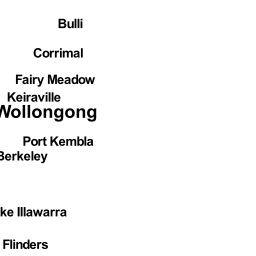 Bulli
Corrimal
Fairy Meadow
Keiraville
Wollongong
Port Kembla
Berkeley
ke Illawarra
Flinders